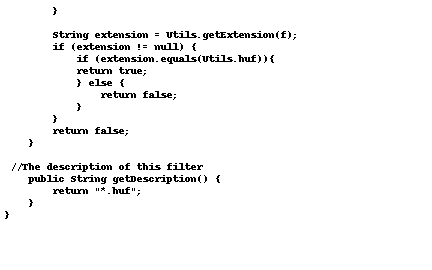 }
String extension = Utils.getExtension(f);
if (extension != null) {
if (extension.equals(Utils.huf)){
return true;
} else {
return false;
}
}
return false;
}
//The description of this filter
public String getDescription() {
return "*.huf";
}
}